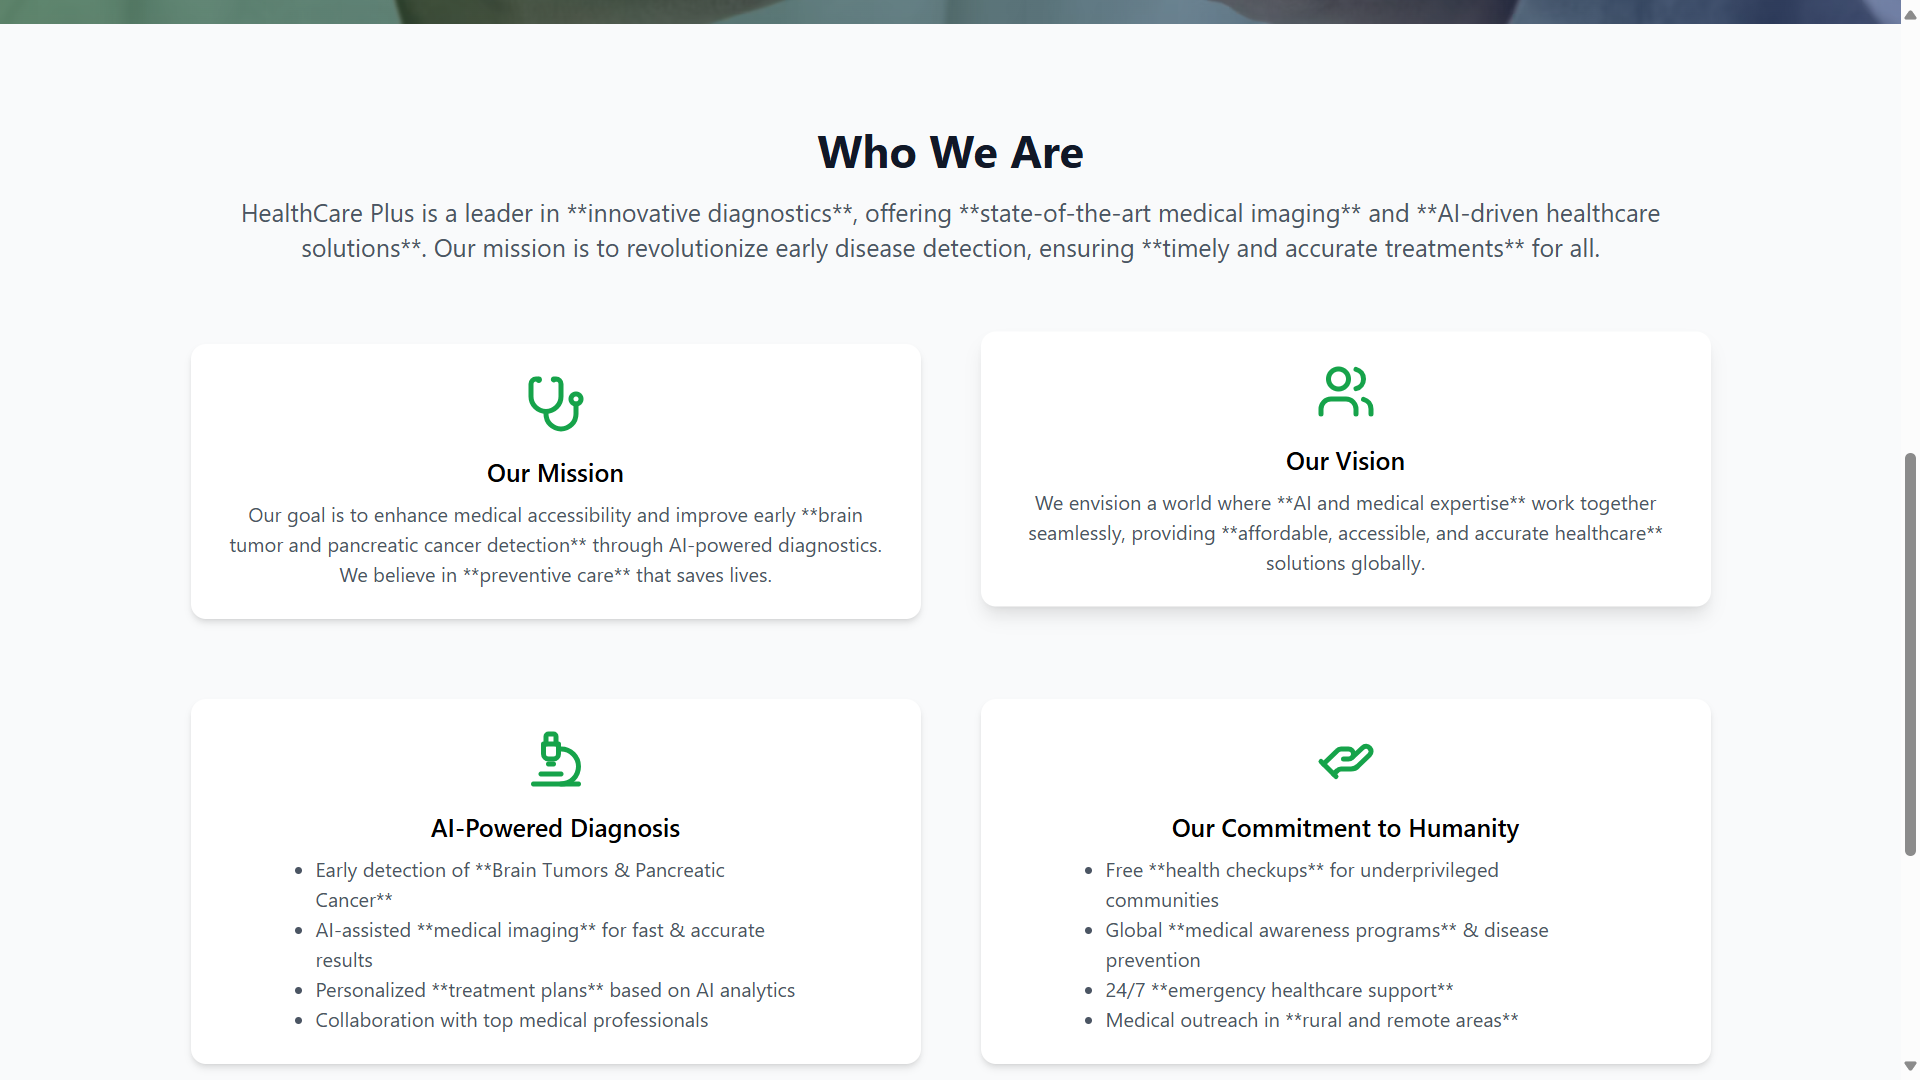 Who We Are
HealthCare Plus is a leader in **innovative diagnostics**, offering **state-of-the-art medical imaging** and **AI-driven healthcare
solutions**. Our mission is to revolutionize early disease detection, ensuring **timely and accurate treatments** for all.
Our Mission
Our goal is to enhance medical accessibility and improve early **brain
tumor and pancreatic cancer detection** through AI-powered diagnostics.
We believe in **preventive care** that saves lives.
Our Vision
We envision a world where **AI and medical expertise** work together
seamlessly, providing **affordable, accessible, and accurate healthcare**
solutions globally.
AI-Powered Diagnosis
• Early detection of **Brain Tumors & Pancreatic
Cancer**
• AI-assisted **medical imaging** for fast & accurate
results
• Personalized **treatment plans** based on AI analytics
• Collaboration with top medical professionals
Our Commitment to Humanity
• Free **health checkups** for underprivileged
communities
• Global **medical awareness programs** & disease
prevention
• 24/7 **emergency healthcare support**
• Medical outreach in **rural and remote areas**